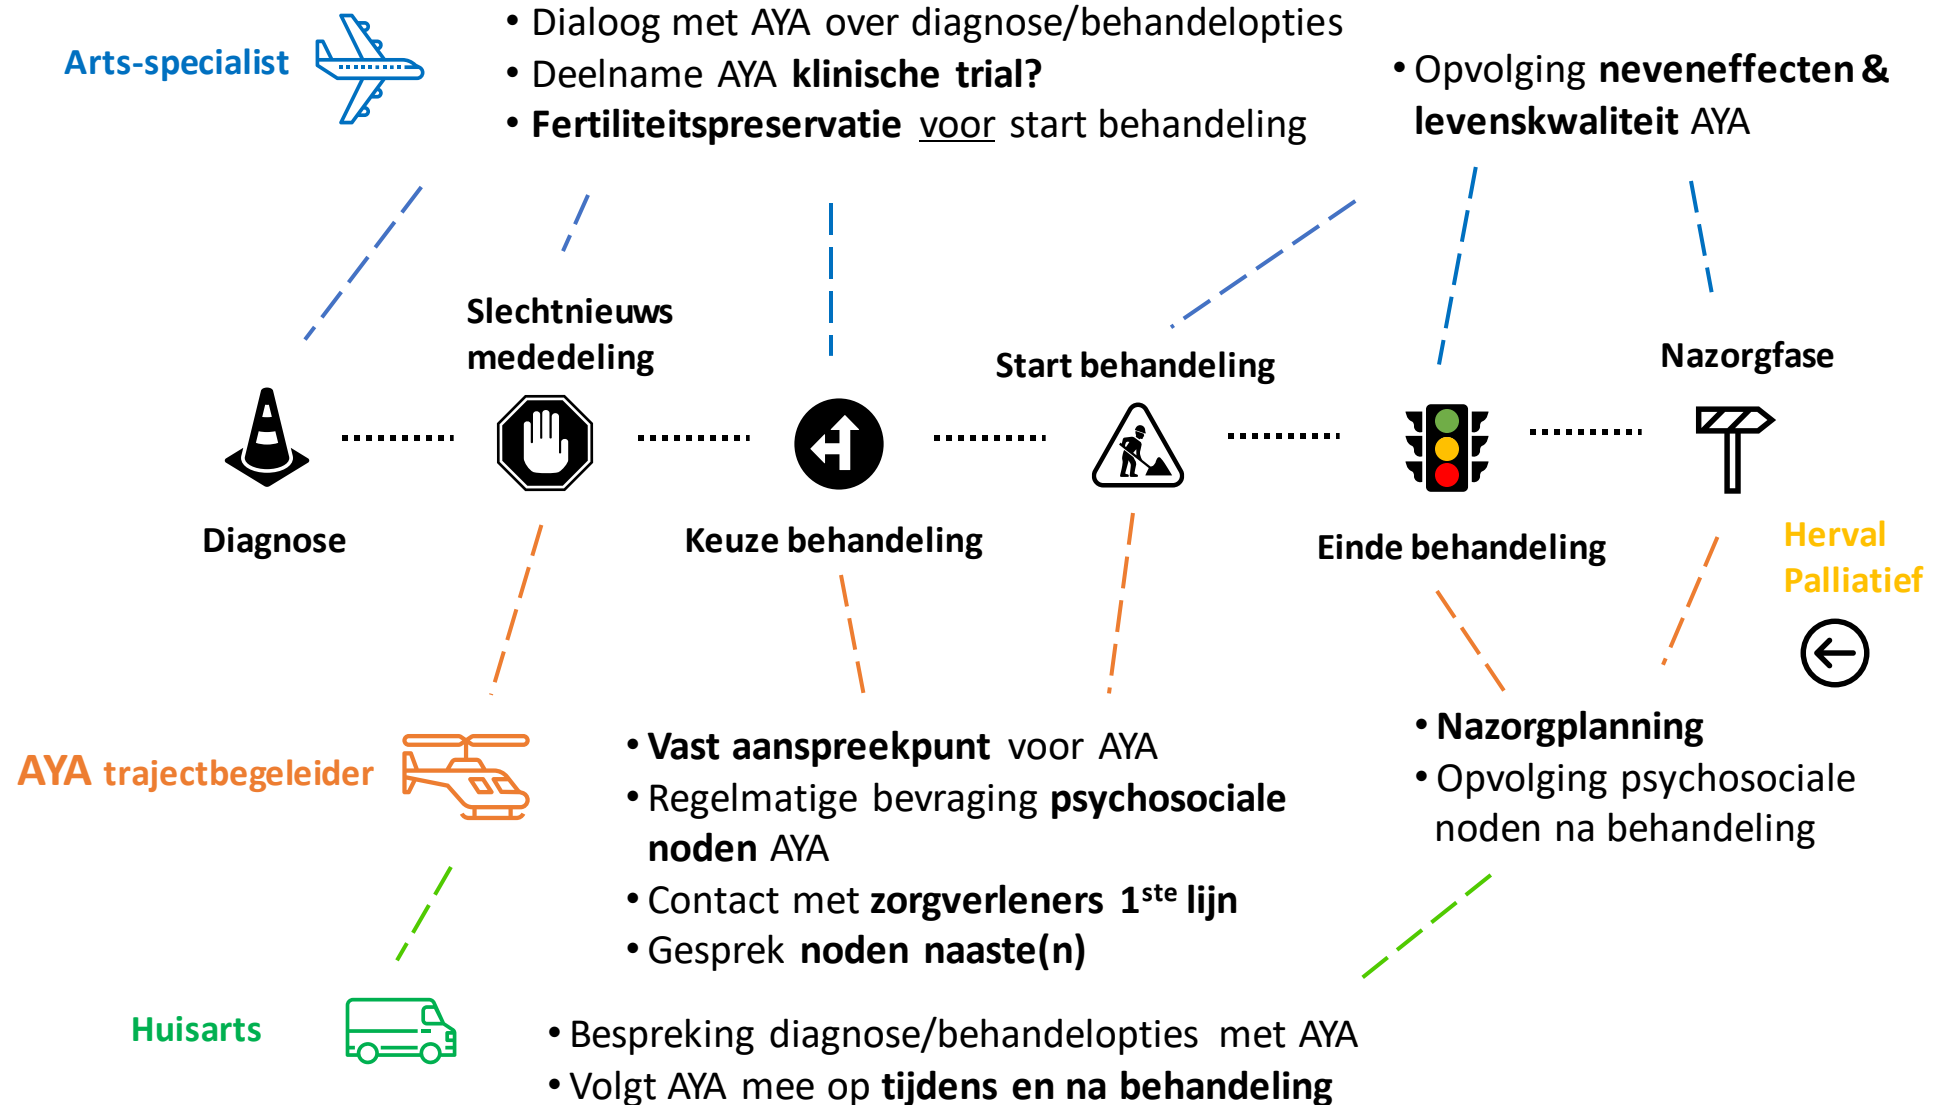 Arts-specialist
• Dialoog met AYA over diagnose/behandelopties
• Deelname AYA klinische trial?
• Fertiliteitspreservatie voor start behandeling
• Opvolging neveneffecten &
levenskwaliteit AYA
Slechtnieuws
mededeling
Start behandeling
Nazorgfase
Diagnose
Keuze behandeling
Einde behandeling
Herval
Palliatief
AYA trajectbegeleider
• Vast aanspreekpunt voor AYA
• Regelmatige bevraging psychosociale
noden AYA
• Contact met zorgverleners 1ste lijn
• Gesprek noden naaste(n)
• Nazorgplanning
• Opvolging psychosociale
noden na behandeling
Huisarts
• Bespreking diagnose/behandelopties met AYA
• Volgt AYA mee op tijdens en na behandeling